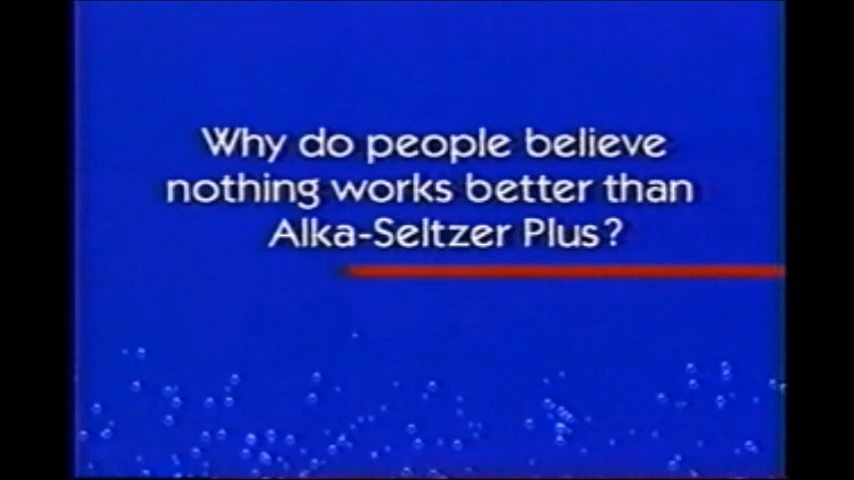 Why do people believe
nothing works better than
Alka-Seltzer Plus?